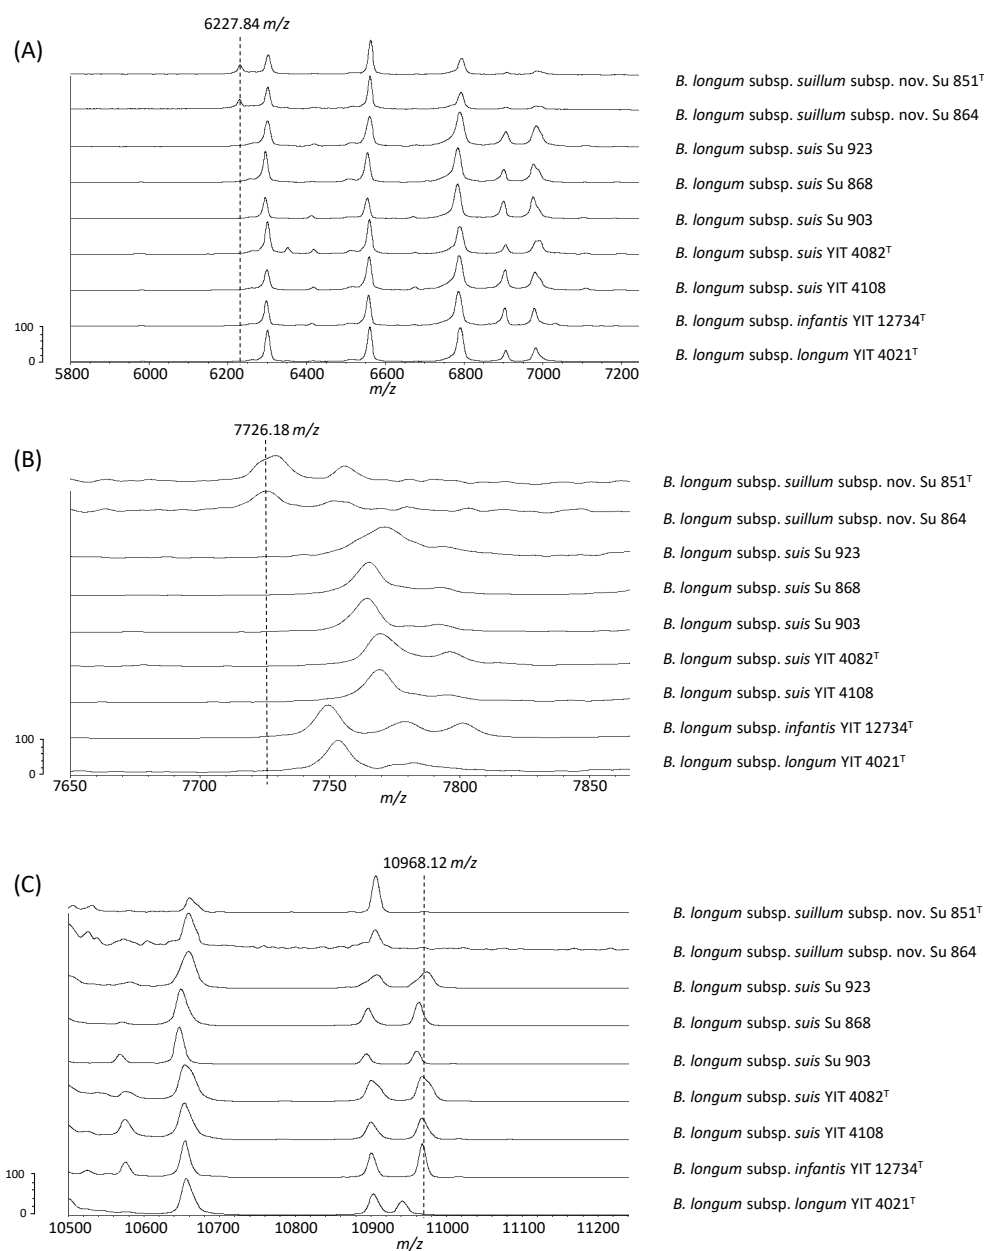 6227.84 m/z
(A)
B. longum subsp. suillum subsp. nov. Su 851ᵀ
B. longum subsp. suillum subsp. nov. Su 864
B. longum subsp. suis Su 923
B. longum subsp. suis Su 868
B. longum subsp. suis Su 903
B. longum subsp. suis YIT 4082ᵀ
B. longum subsp. suis YIT 4108
B. longum subsp. infantis YIT 12734ᵀ
B. longum subsp. longum YIT 4021ᵀ
100
0
5800 6000 6200 6400 6600 6800 7000 7200
m/z
7726.18 m/z
(B)
B. longum subsp. suillum subsp. nov. Su 851ᵀ
B. longum subsp. suillum subsp. nov. Su 864
B. longum subsp. suis Su 923
B. longum subsp. suis Su 868
B. longum subsp. suis Su 903
B. longum subsp. suis YIT 4082ᵀ
B. longum subsp. suis YIT 4108
B. longum subsp. infantis YIT 12734ᵀ
B. longum subsp. longum YIT 4021ᵀ
100
0
7650 7700 7750 7800 7850
m/z
10968.12 m/z
(C)
B. longum subsp. suillum subsp. nov. Su 851ᵀ
B. longum subsp. suillum subsp. nov. Su 864
B. longum subsp. suis Su 923
B. longum subsp. suis Su 868
B. longum subsp. suis Su 903
B. longum subsp. suis YIT 4082ᵀ
B. longum subsp. suis YIT 4108
B. longum subsp. infantis YIT 12734ᵀ
B. longum subsp. longum YIT 4021ᵀ
100
0
10500 10600 10700 10800 10900 11000 11100 11200
m/z